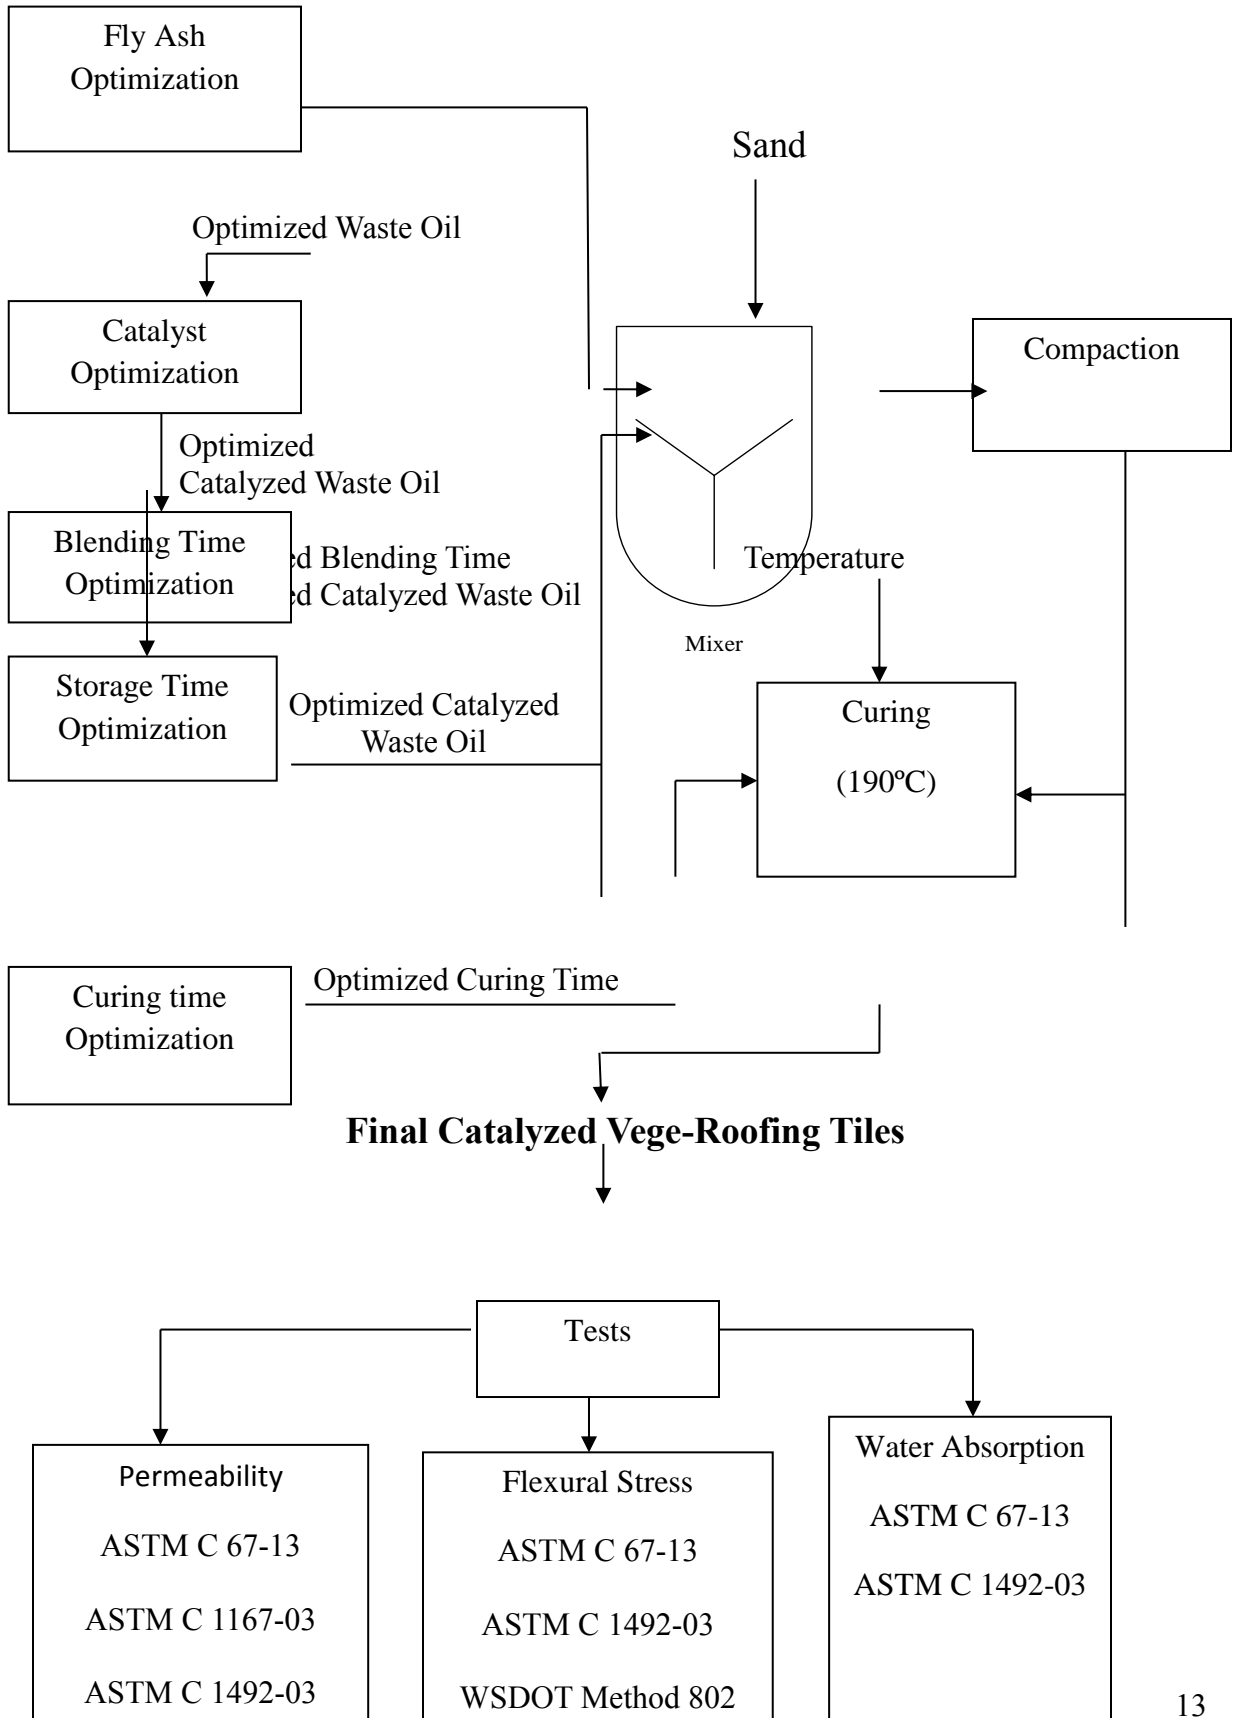 Fly Ash
Optimization
Sand
Optimized Waste Oil
Catalyst
Optimization
Compaction
Optimized
Catalyzed Waste Oil
Blending Time
Optimization
ed Blending Time
ed Catalyzed Waste Oil
Temperature
Mixer
Storage Time
Optimization
Optimized Catalyzed
Waste Oil
Curing
(190ºC)
Curing time
Optimization
Optimized Curing Time
Final Catalyzed Vege-Roofing Tiles
Tests
Permeability
ASTM C 67-13
ASTM C 1167-03
ASTM C 1492-03
Flexural Stress
ASTM C 67-13
ASTM C 1492-03
WSDOT Method 802
Water Absorption
ASTM C 67-13
ASTM C 1492-03
13